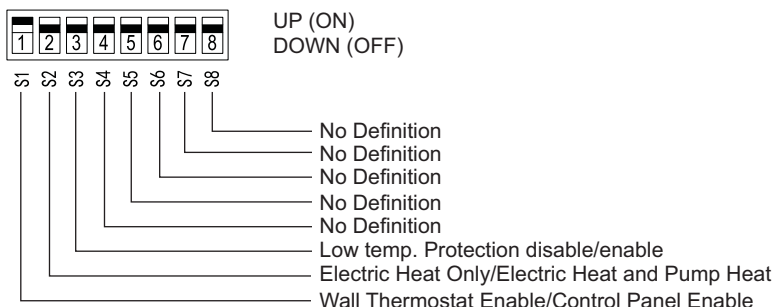 UP (ON)
DOWN (OFF)
1 2 3 4 5 6 7 8
S1 S2 S3 S4 S5 S6 S7 S8
No Definition
No Definition
No Definition
No Definition
No Definition
Low temp. Protection disable/enable
Electric Heat Only/Electric Heat and Pump Heat
Wall Thermostat Enable/Control Panel Enable